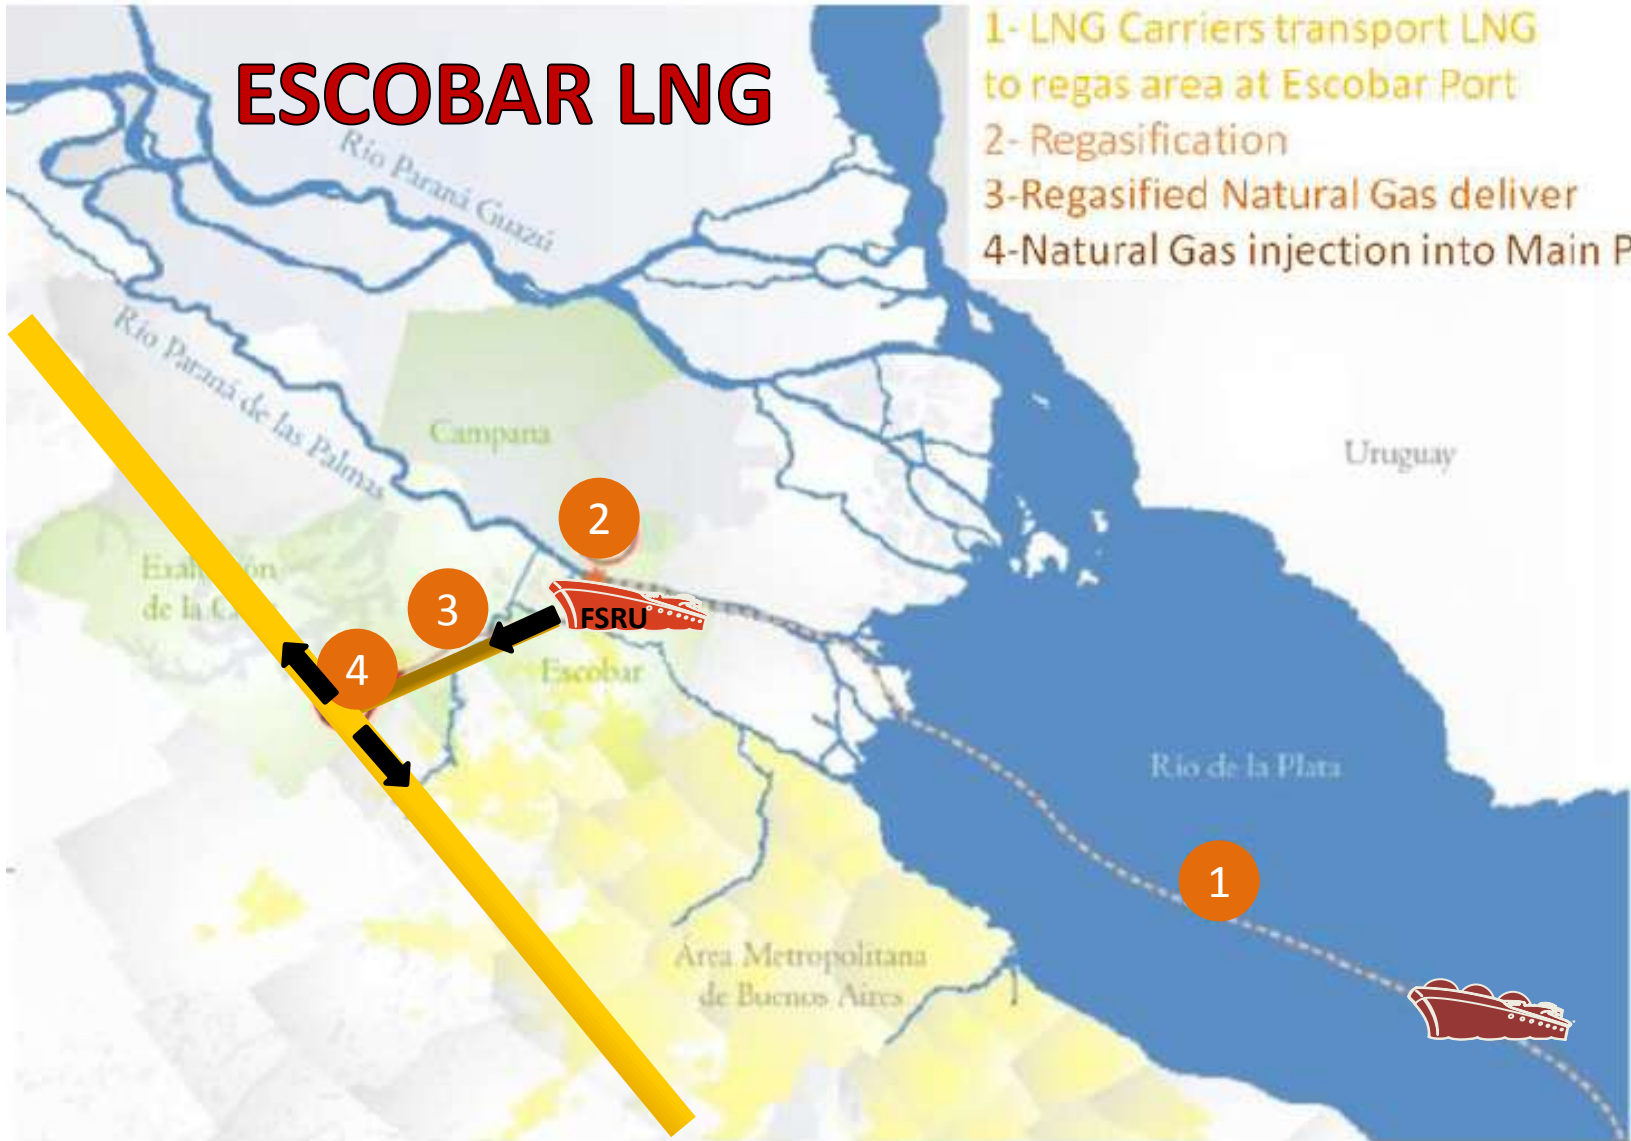 ESCOBAR LNG
1- LNG Carriers transport LNG
to regas area at Escobar Port
2- Regasification
3-Regasified Natural Gas deliver
4-Natural Gas injection into Main P
Río Paraná Guazú
Río Paraná de las Palmas
Campana
Uruguay
2
3
FSRU
de la
4
Escobar
Río de la Plata
1
Área Metropolitana
de Buenos Aires